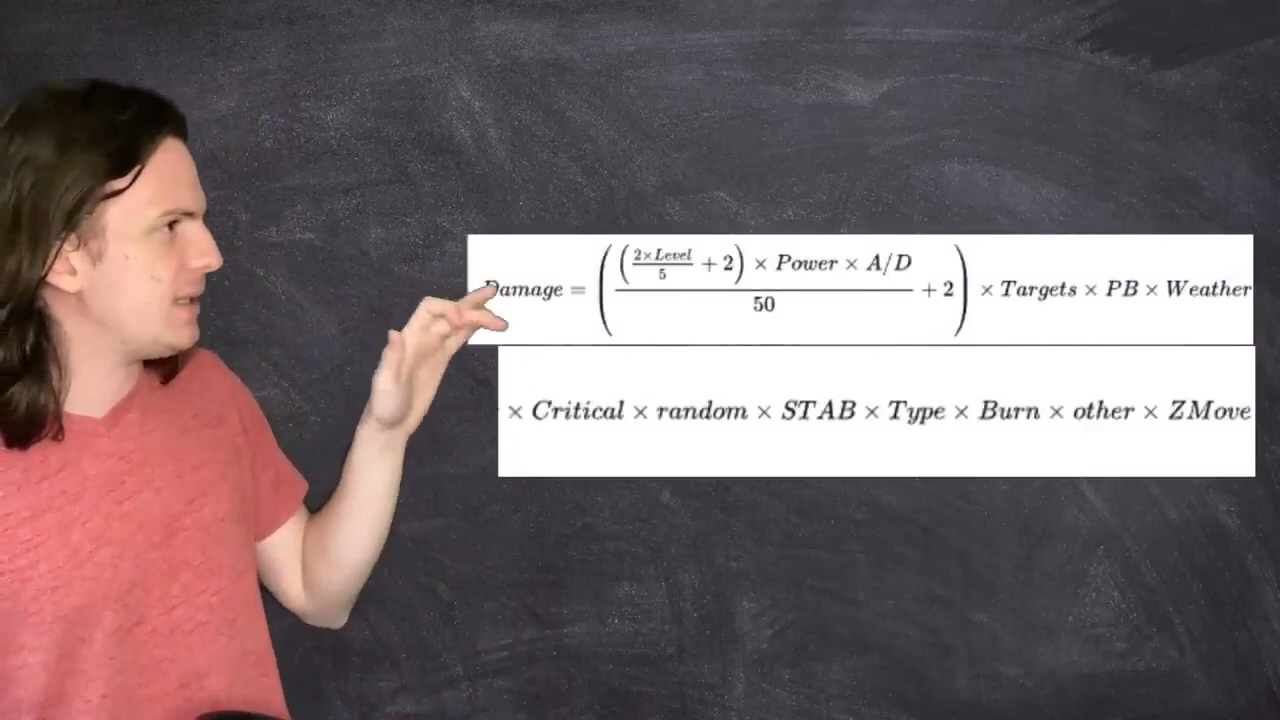 Damage = ( ( ( 2×Level / 5 + 2 ) × Power × A/D ) / 50 + 2 ) × Targets × PB × Weather
× Critical × random × STAB × Type × Burn × other × ZMove